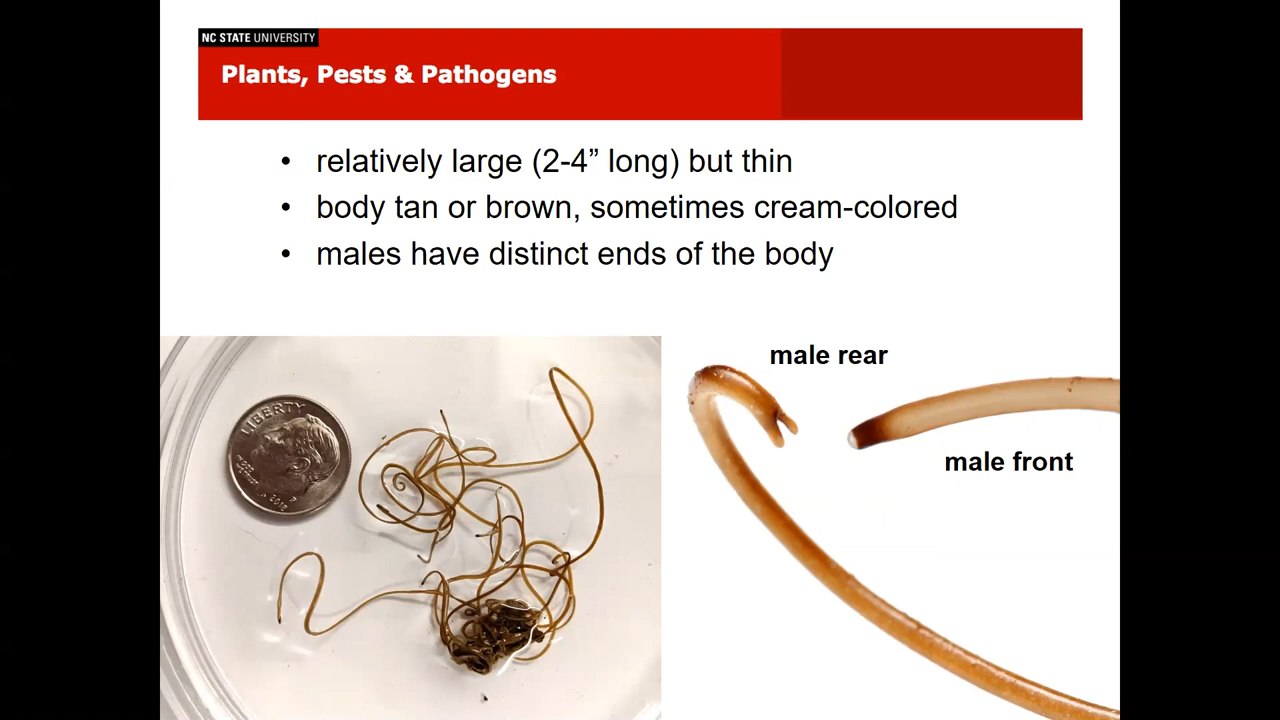 NC STATE UNIVERSITY
Plants, Pests & Pathogens
• relatively large (2-4” long) but thin
• body tan or brown, sometimes cream-colored
• males have distinct ends of the body
male rear
male front
LIBERTY
2018